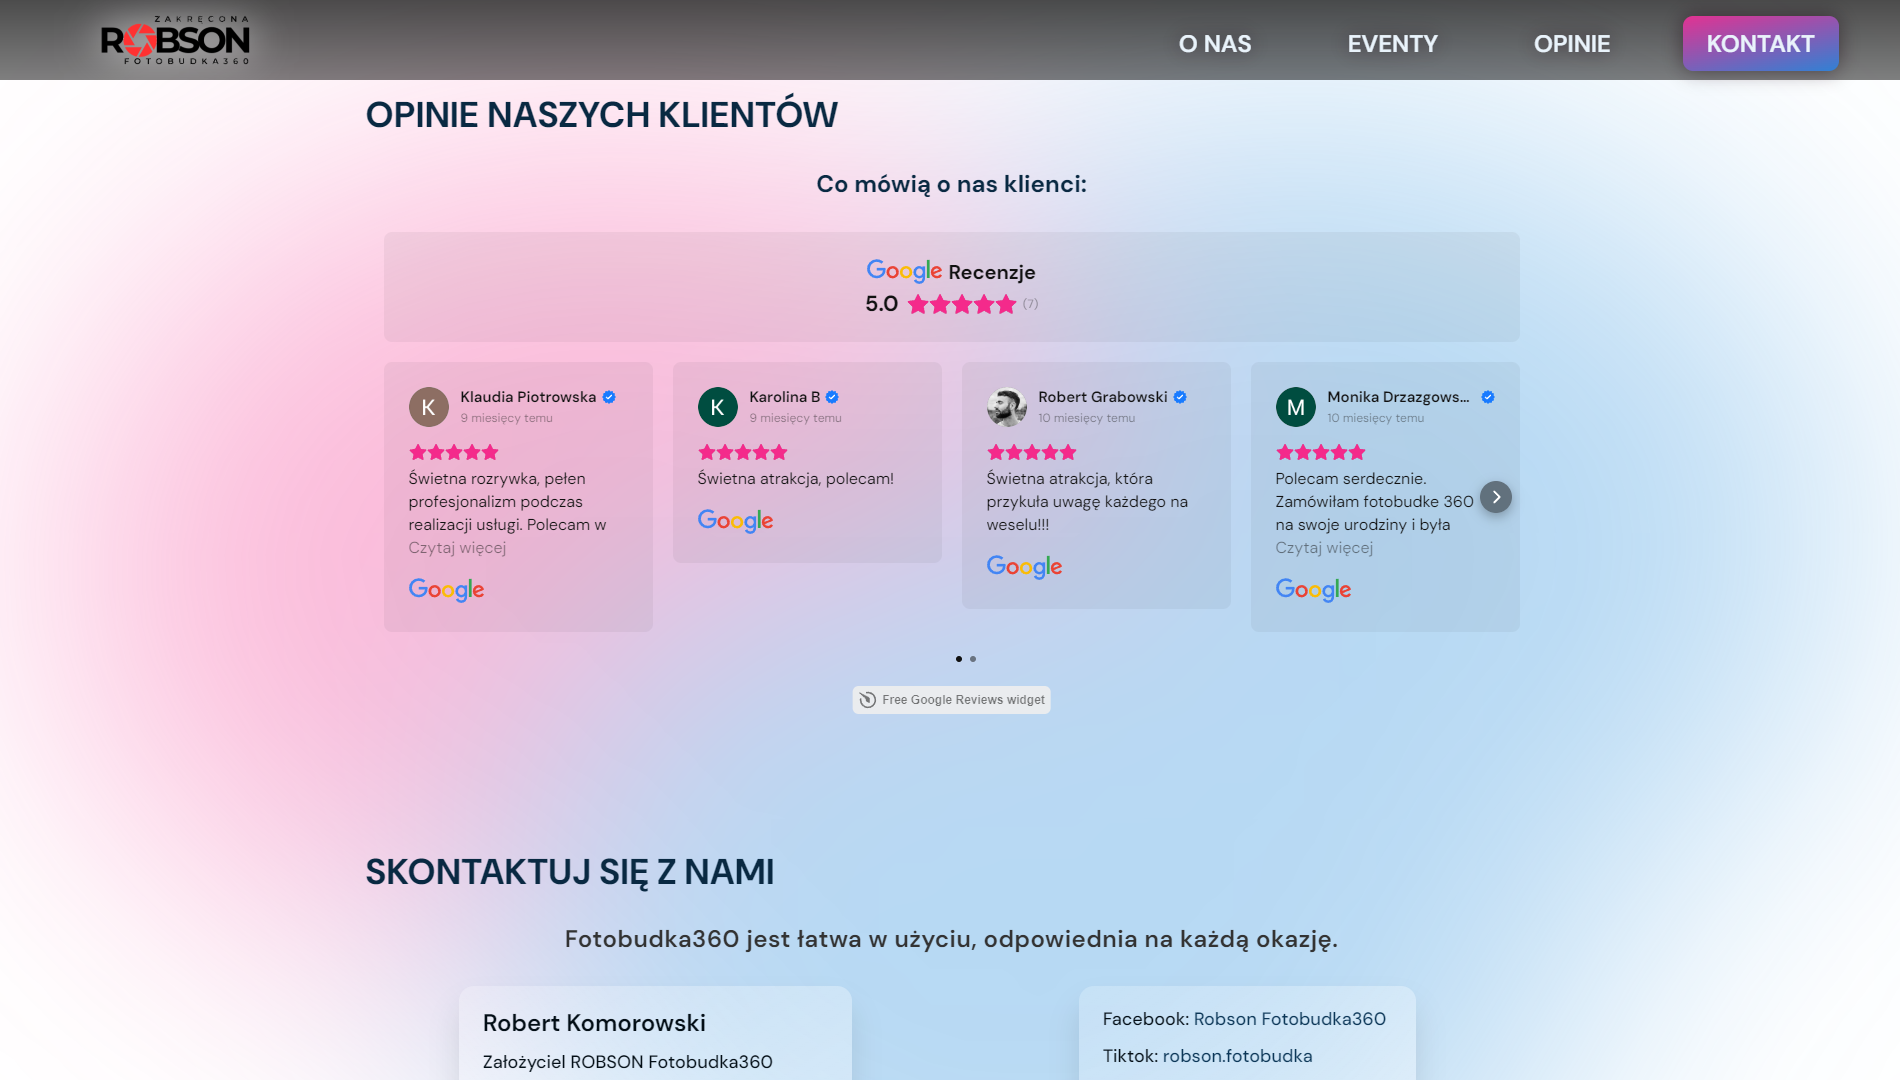 ZAKRĘCONA
ROBSON
FOTOBUDKA360
O NAS
EVENTY
OPINIE
KONTAKT
OPINIE NASZYCH KLIENTÓW
Co mówią o nas klienci:
Google Recenzje
5.0 (7)
K
Klaudia Piotrowska
9 miesięcy temu
Świetna rozrywka, pełen
profesjonalizm podczas
realizacji usługi. Polecam w
Czytaj więcej
Google
K
Karolina B
9 miesięcy temu
Świetna atrakcja, polecam!
Google
Robert Grabowski
10 miesięcy temu
Świetna atrakcja, która
przykuła uwagę każdego na
weselu!!!
Google
M
Monika Drzazgows...
10 miesięcy temu
Polecam serdecznie.
Zamówiłam fotobudke 360
na swoje urodziny i była
Czytaj więcej
Google
Free Google Reviews widget
SKONTAKTUJ SIĘ Z NAMI
Fotobudka360 jest łatwa w użyciu, odpowiednia na każdą okazję.
Robert Komorowski
Założyciel ROBSON Fotobudka360
Facebook: Robson Fotobudka360
Tiktok: robson.fotobudka